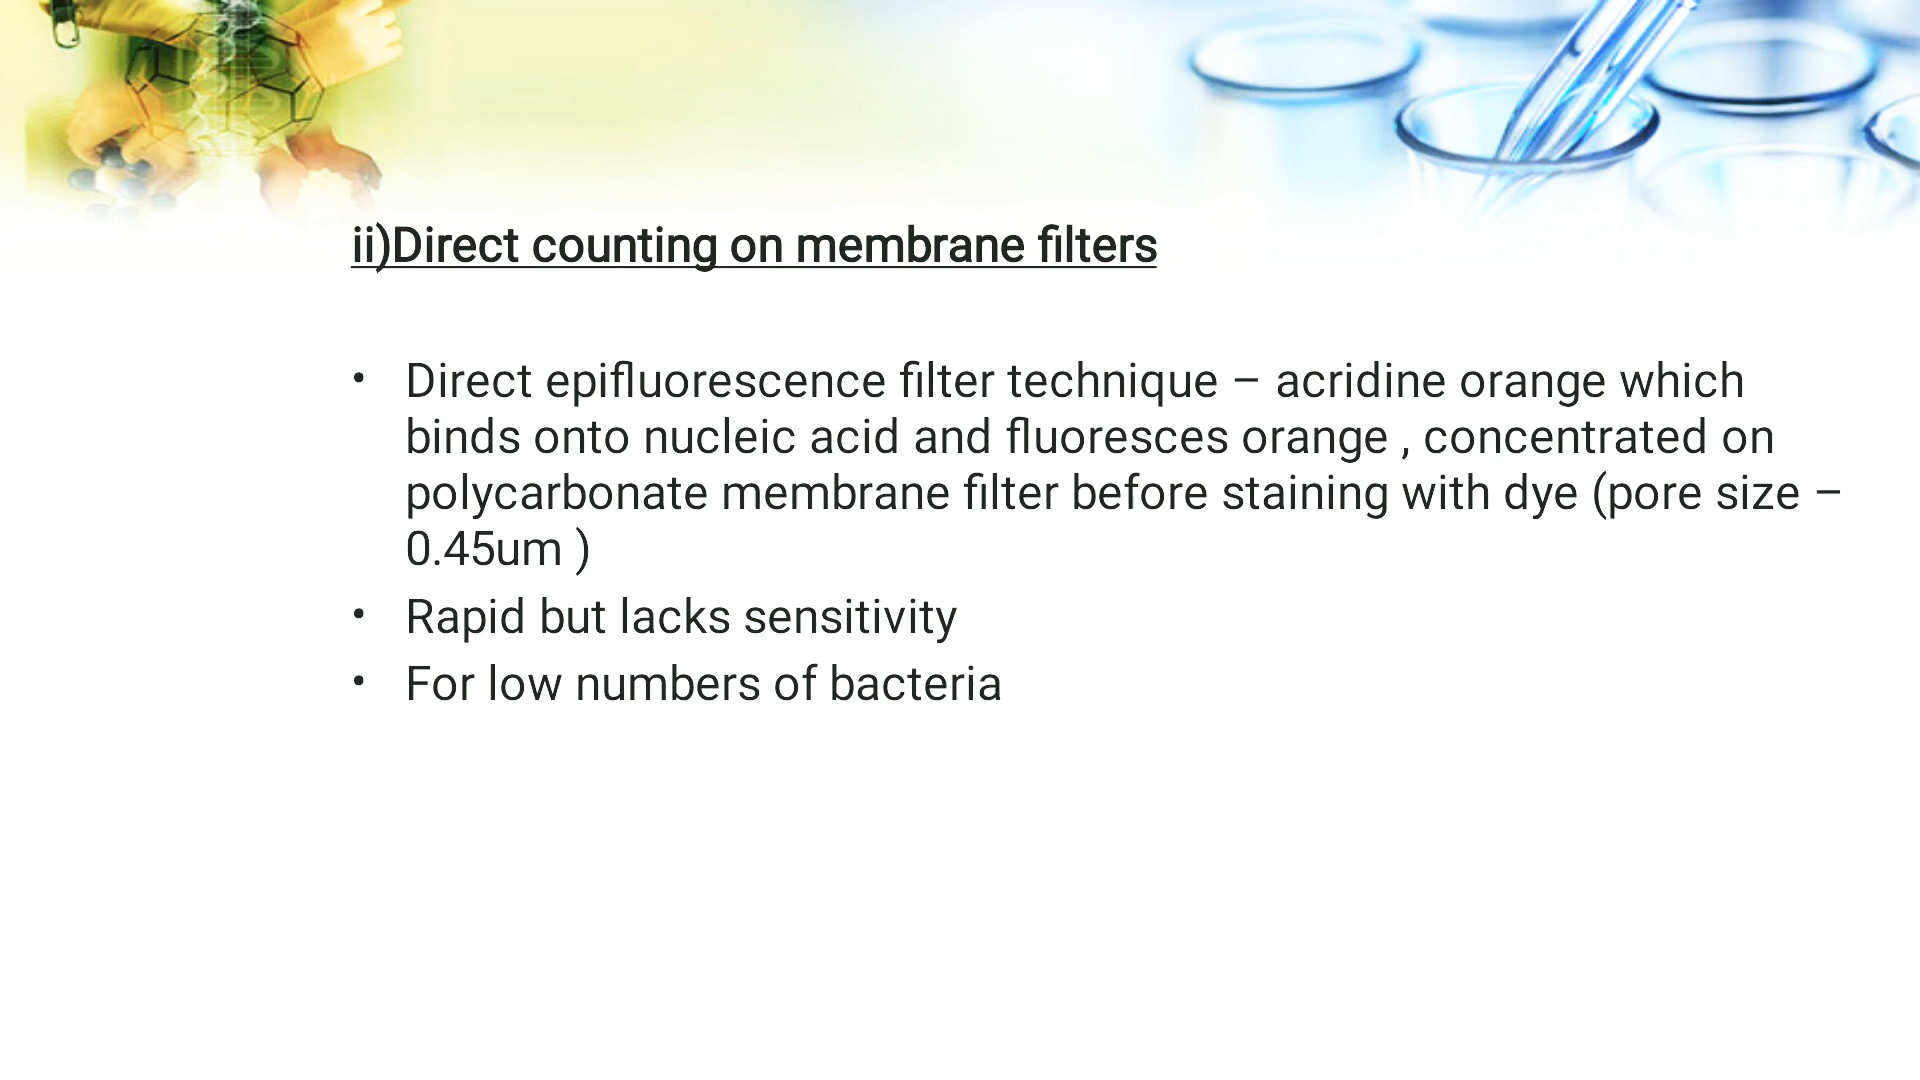 ii)Direct counting on membrane filters
• Direct epifluorescence filter technique – acridine orange which
binds onto nucleic acid and fluoresces orange , concentrated on
polycarbonate membrane filter before staining with dye (pore size –
0.45um )
• Rapid but lacks sensitivity
• For low numbers of bacteria